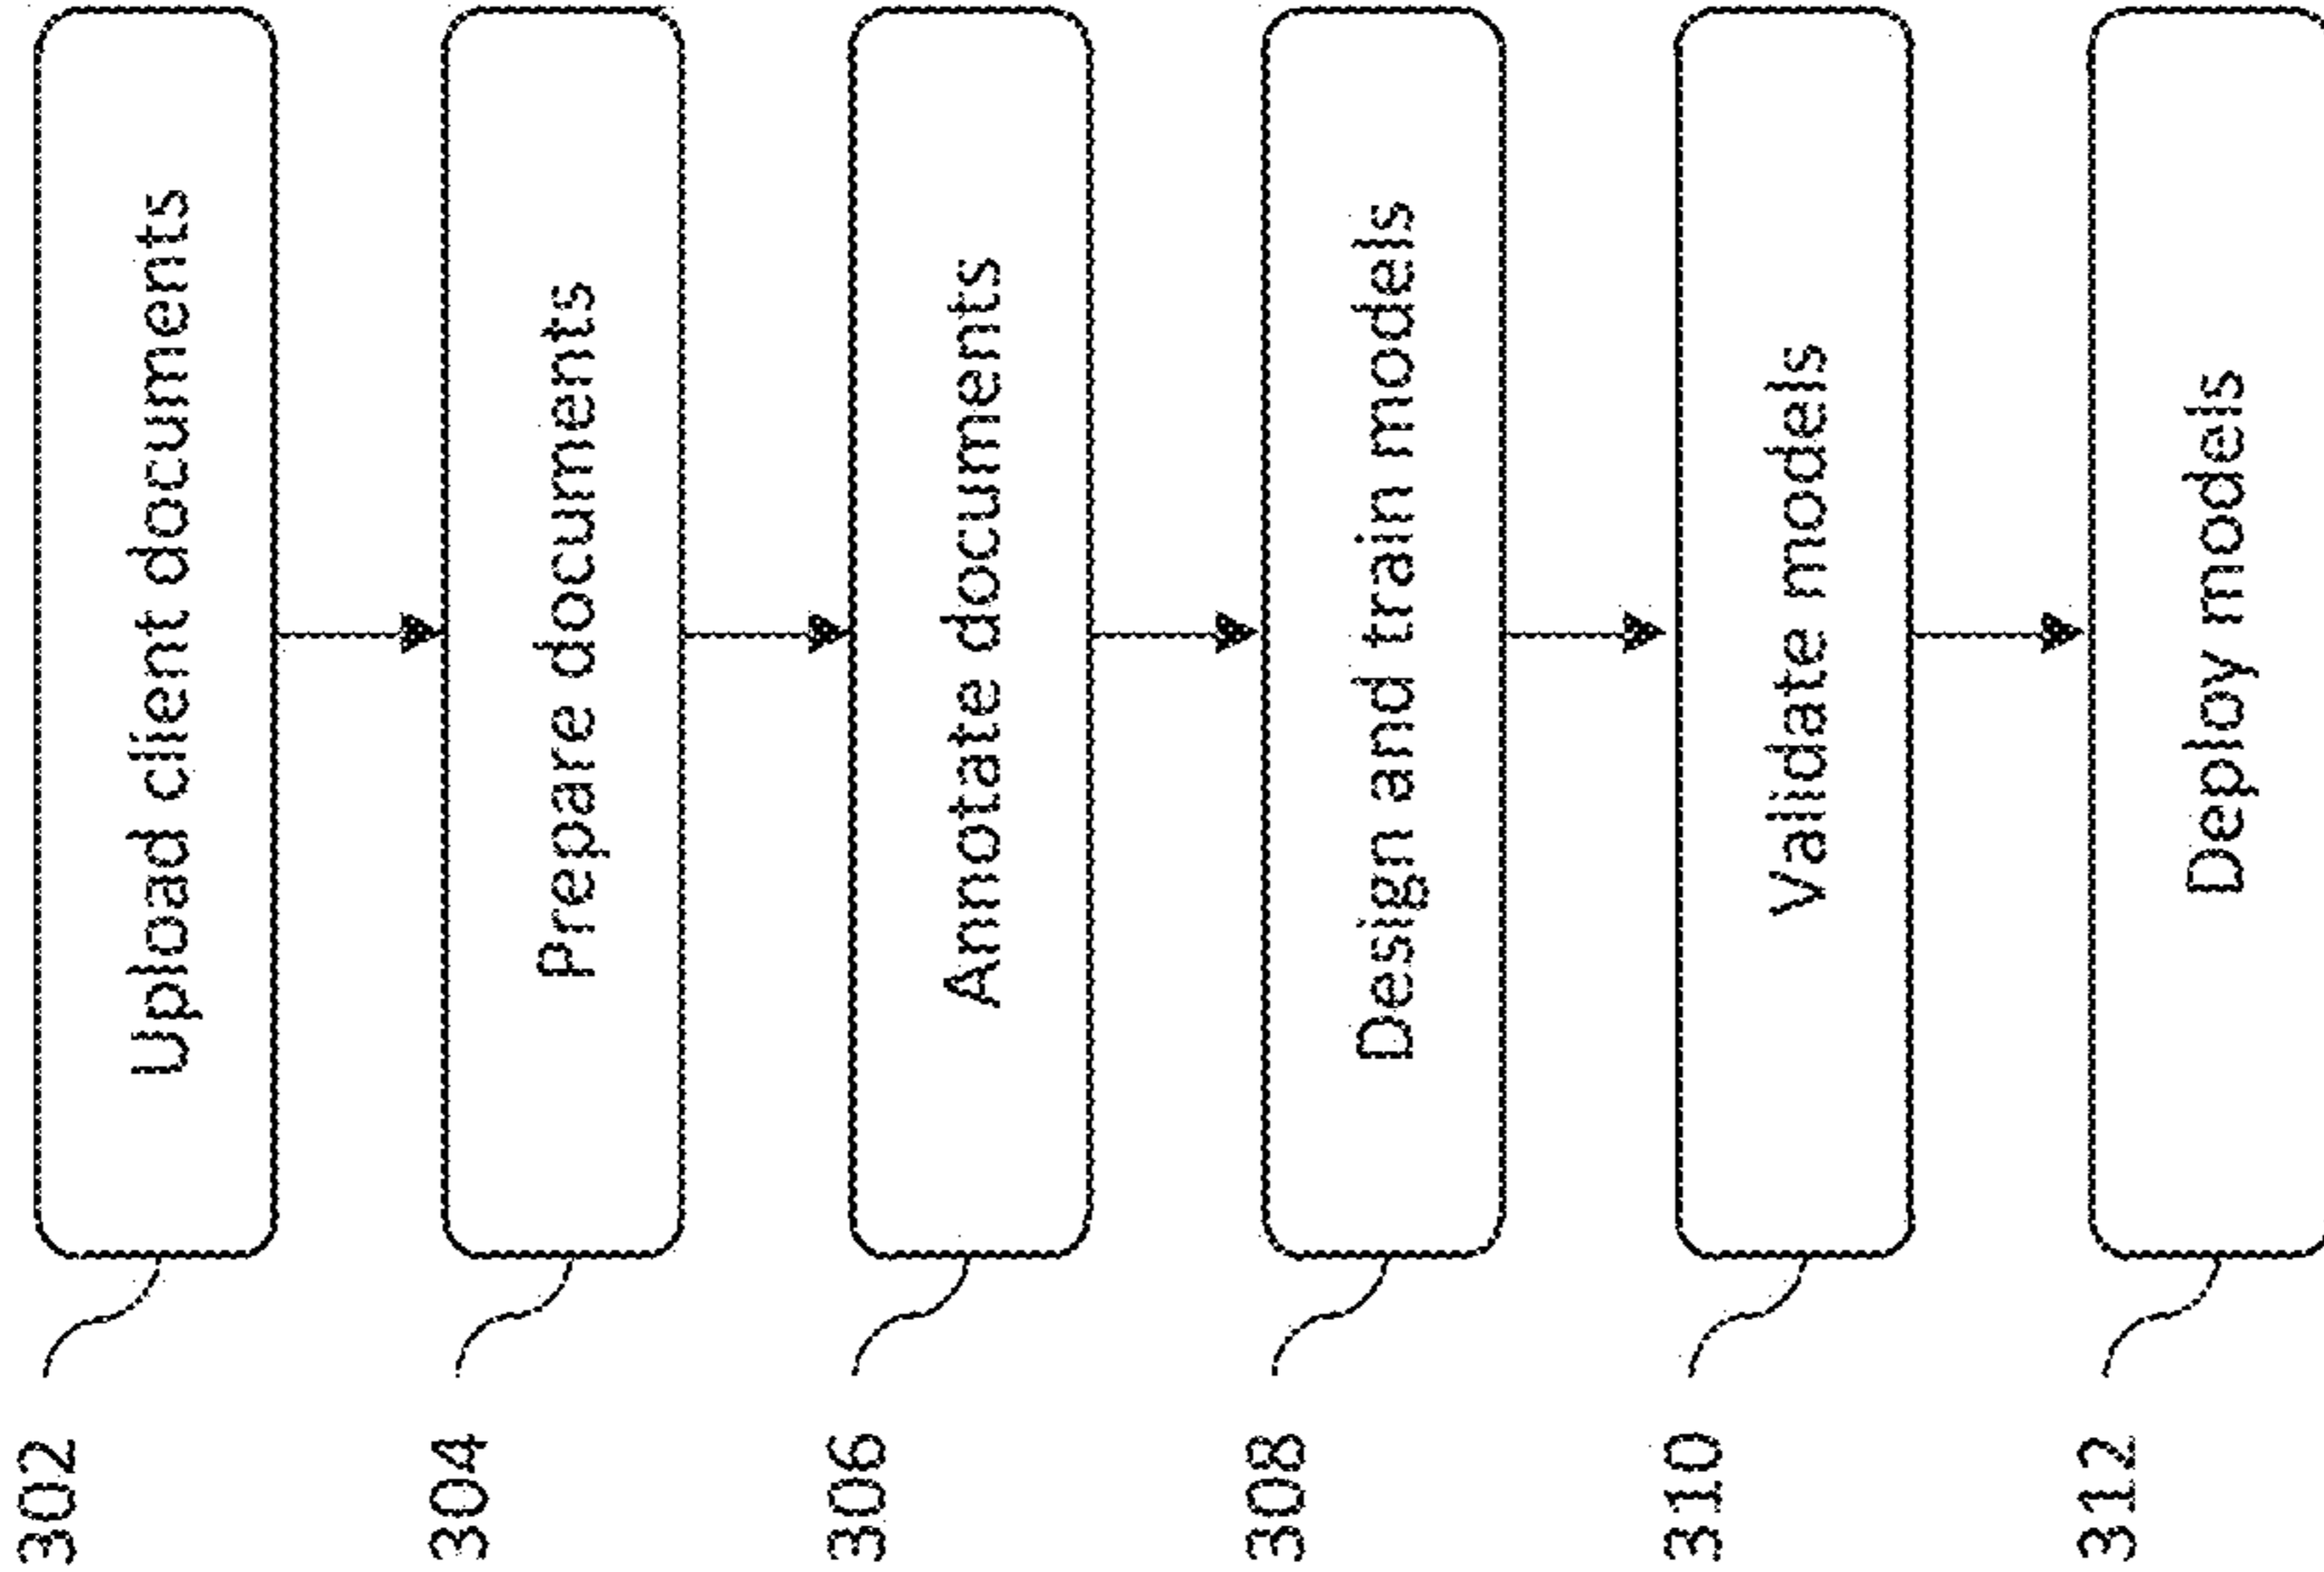 302
Upload client documents
304
Prepare documents
306
Annotate documents
308
Design and train models
310
Validate models
312
Deploy models